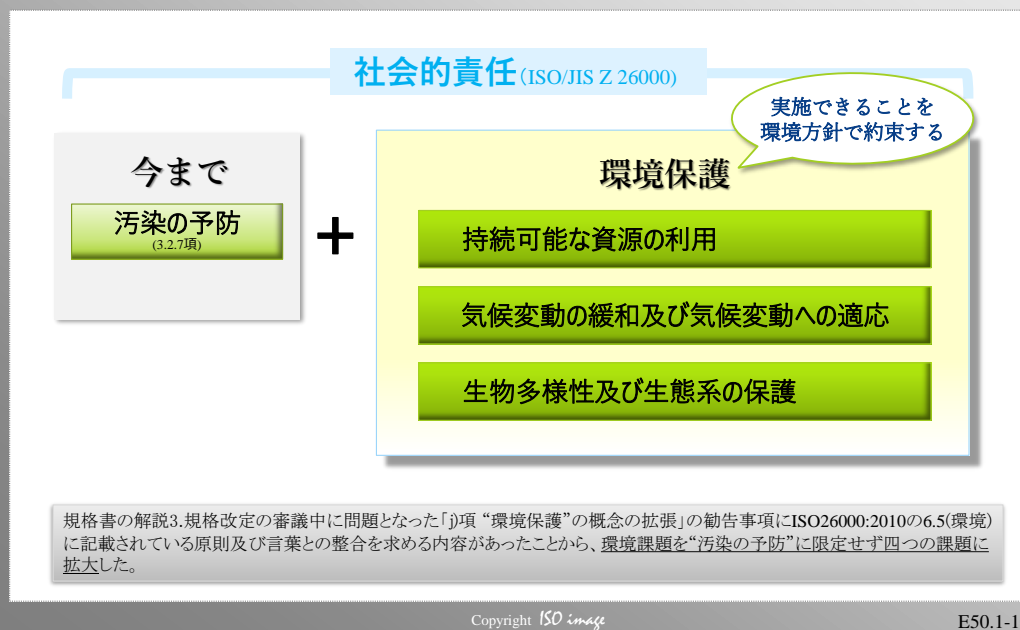 社会的責任(ISO/JIS Z 26000)
実施できることを
環境方針で約束する
今まで
汚染の予防
(3.2.7項)
+
環境保護
持続可能な資源の利用
気候変動の緩和及び気候変動への適応
生物多様性及び生態系の保護
規格書の解説3.規格改定の審議中に問題となった「j)項 “環境保護”の概念の拡張」の勧告事項にISO26000:2010の6.5(環境)
に記載されている原則及び言葉との整合を求める内容があったことから、環境課題を“汚染の予防”に限定せず四つの課題に
拡大した。
Copyright ISO image
E50.1-1